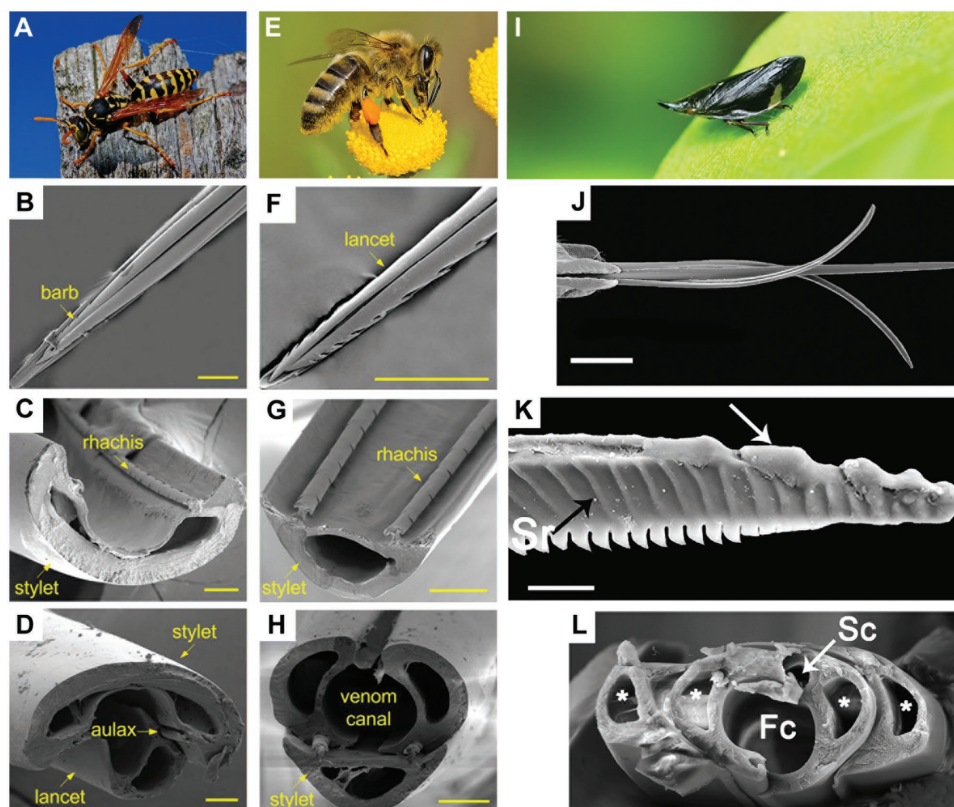 A
E
I
B
barb
F
lancet
J
C
rhachis
stylet
G
rhachis
stylet
K
Sr
D
stylet
aulax
lancet
H
venom
canal
stylet
L
Sc
* * * *
Fc